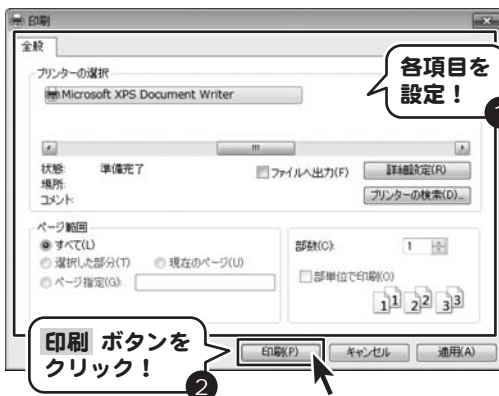 印刷
全般
プリンターの選択
Microsoft XPS Document Writer
各項目を
設定！
1
状態: 準備完了
場所:
コメント:
ファイルへ出力(F)
詳細設定(R)
プリンターの検索(D)...
ページ範囲
すべて(L)
選択した部分(T) 現在のページ(U)
ページ指定(G):
部数(C): 1
部単位で印刷(O)
11 22 33
印刷 ボタンを
クリック！
2
印刷(P) キャンセル 適用(A)